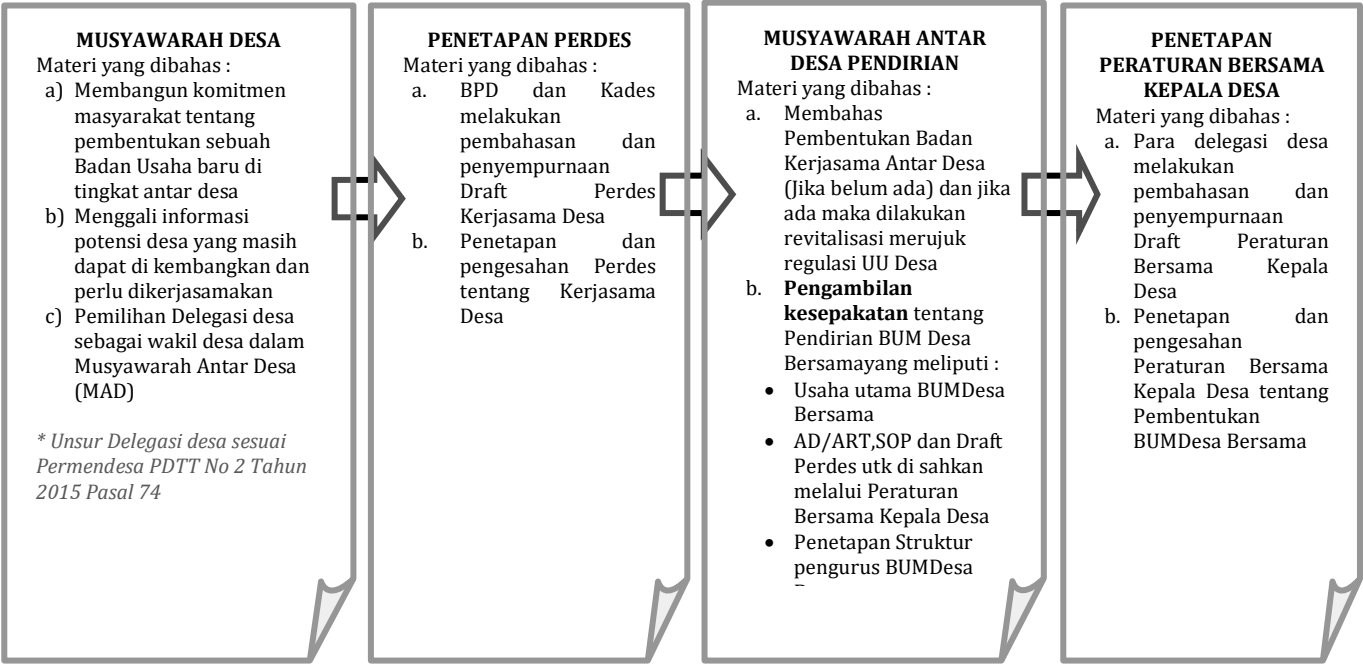 MUSYAWARAH DESA
Materi yang dibahas :
a) Membangun komitmen
masyarakat tentang
pembentukan sebuah
Badan Usaha baru di
tingkat antar desa
b) Menggali informasi
potensi desa yang masih
dapat di kembangkan dan
perlu dikerjasamakan
c) Pemilihan Delegasi desa
sebagai wakil desa dalam
Musyawarah Antar Desa
(MAD)
* Unsur Delegasi desa sesuai
Permendesa PDTT No 2 Tahun
2015 Pasal 74
PENETAPAN PERDES
Materi yang dibahas :
a. BPD dan Kades
melakukan
pembahasan dan
penyempurnaan
Draft Perdes
Kerjasama Desa
b. Penetapan dan
pengesahan Perdes
tentang Kerjasama
Desa
MUSYAWARAH ANTAR
DESA PENDIRIAN
Materi yang dibahas :
a. Membahas
Pembentukan Badan
Kerjasama Antar Desa
(Jika belum ada) dan jika
ada maka dilakukan
revitalisasi merujuk
regulasi UU Desa
b. Pengambilan
kesepakatan tentang
Pendirian BUM Desa
Bersamayang meliputi :
• Usaha utama BUMDesa
Bersama
• AD/ART,SOP dan Draft
Perdes utk di sahkan
melalui Peraturan
Bersama Kepala Desa
• Penetapan Struktur
pengurus BUMDesa
PENETAPAN
PERATURAN BERSAMA
KEPALA DESA
Materi yang dibahas :
a. Para delegasi desa
melakukan
pembahasan dan
penyempurnaan
Draft Peraturan
Bersama Kepala
Desa
b. Penetapan dan
pengesahan
Peraturan Bersama
Kepala Desa tentang
Pembentukan
BUMDesa Bersama